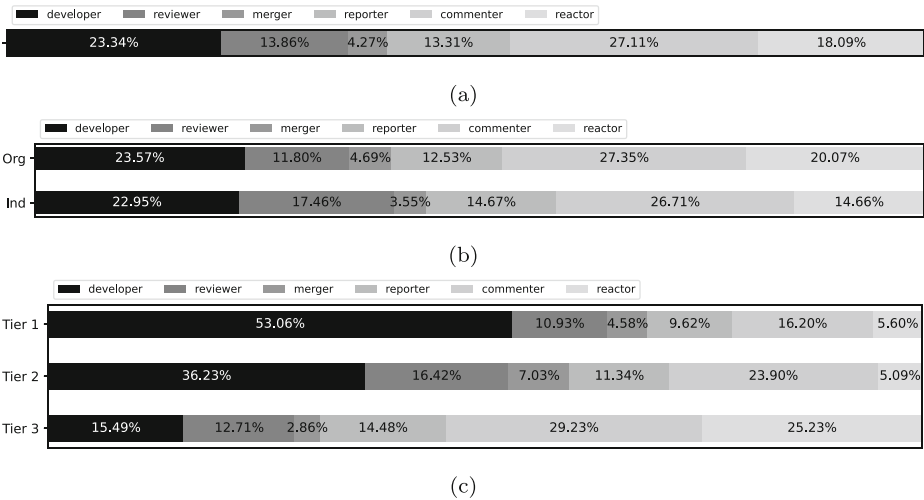 developer reviewer merger reporter commenter reactor
23.34% 13.86% 4.27% 13.31% 27.11% 18.09%
(a)
developer reviewer merger reporter commenter reactor
Org 23.57% 11.80% 4.69% 12.53% 27.35% 20.07%
Ind 22.95% 17.46% 3.55% 14.67% 26.71% 14.66%
(b)
developer reviewer merger reporter commenter reactor
Tier 1 53.06% 10.93% 4.58% 9.62% 16.20% 5.60%
Tier 2 36.23% 16.42% 7.03% 11.34% 23.90% 5.09%
Tier 3 15.49% 12.71% 2.86% 14.48% 29.23% 25.23%
(c)